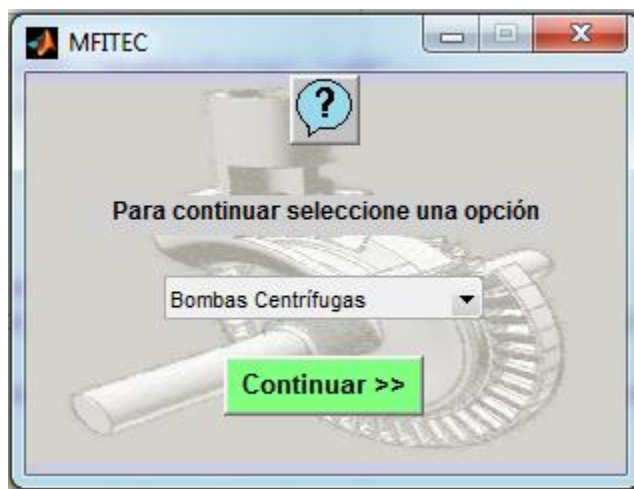 MFITEC
?
Para continuar seleccione una opción
Bombas Centrífugas
Continuar >>